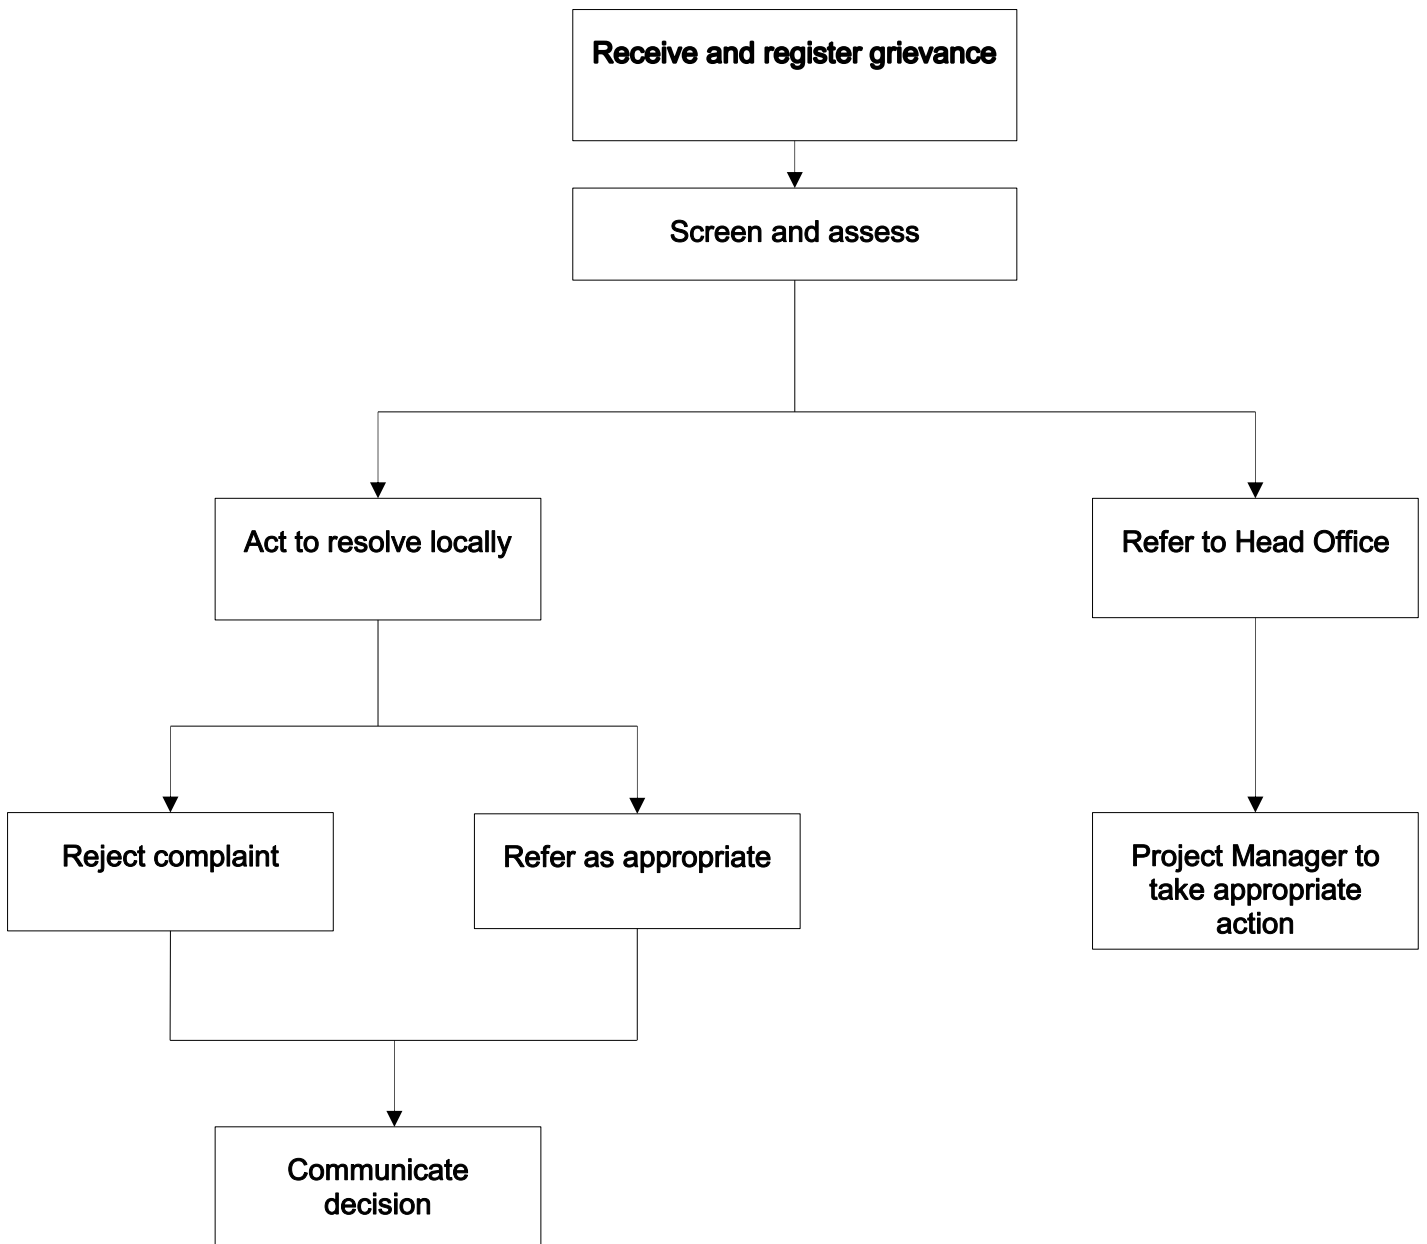 Receive and register grievance
Screen and assess
Act to resolve locally
Refer to Head Office
Reject complaint
Refer as appropriate
Project Manager to
take appropriate
action
Communicate
decision